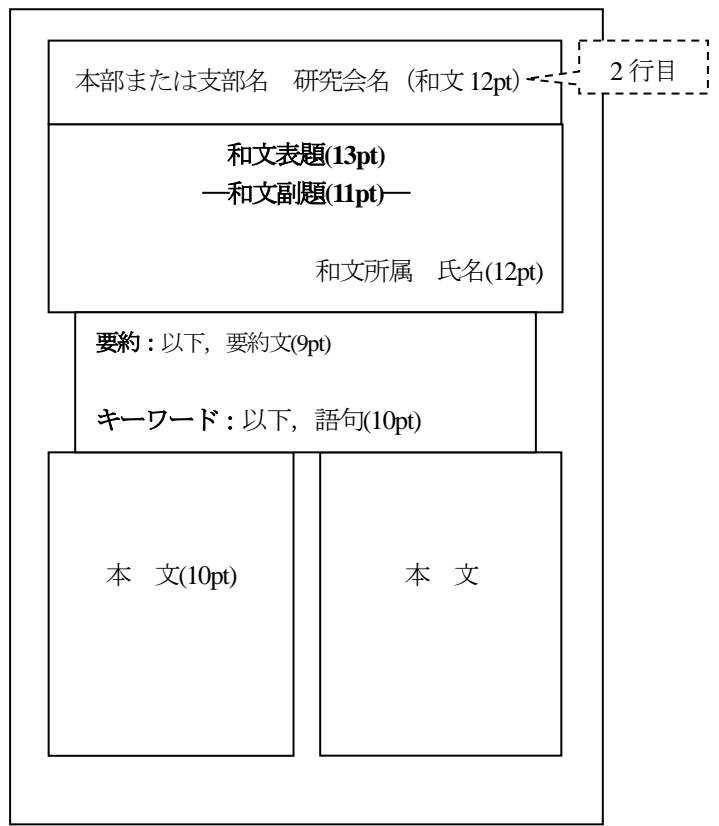 本部または支部名　研究会名（和文 12pt）
2 行目
和文表題(13pt)
―和文副題(11pt)―
和文所属　氏名(12pt)
要約：以下，要約文(9pt)
キーワード：以下，語句(10pt)
本　文(10pt)
本　文